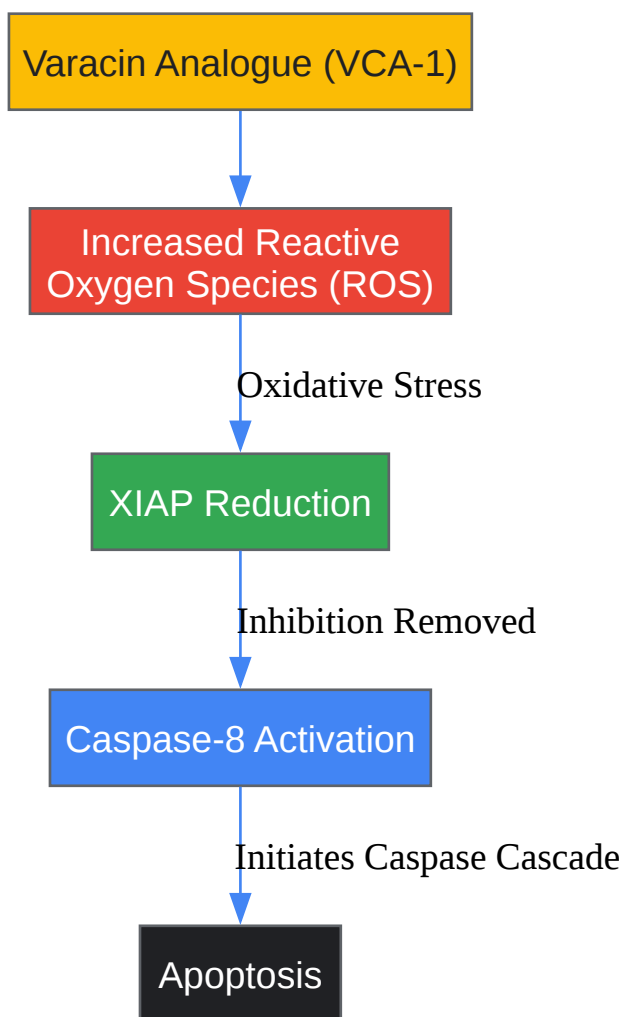 Varacin Analogue (VCA-1)
Increased Reactive
Oxygen Species (ROS)
Oxidative Stress
XIAP Reduction
Inhibition Removed
Caspase-8 Activation
Initiates Caspase Cascade
Apoptosis